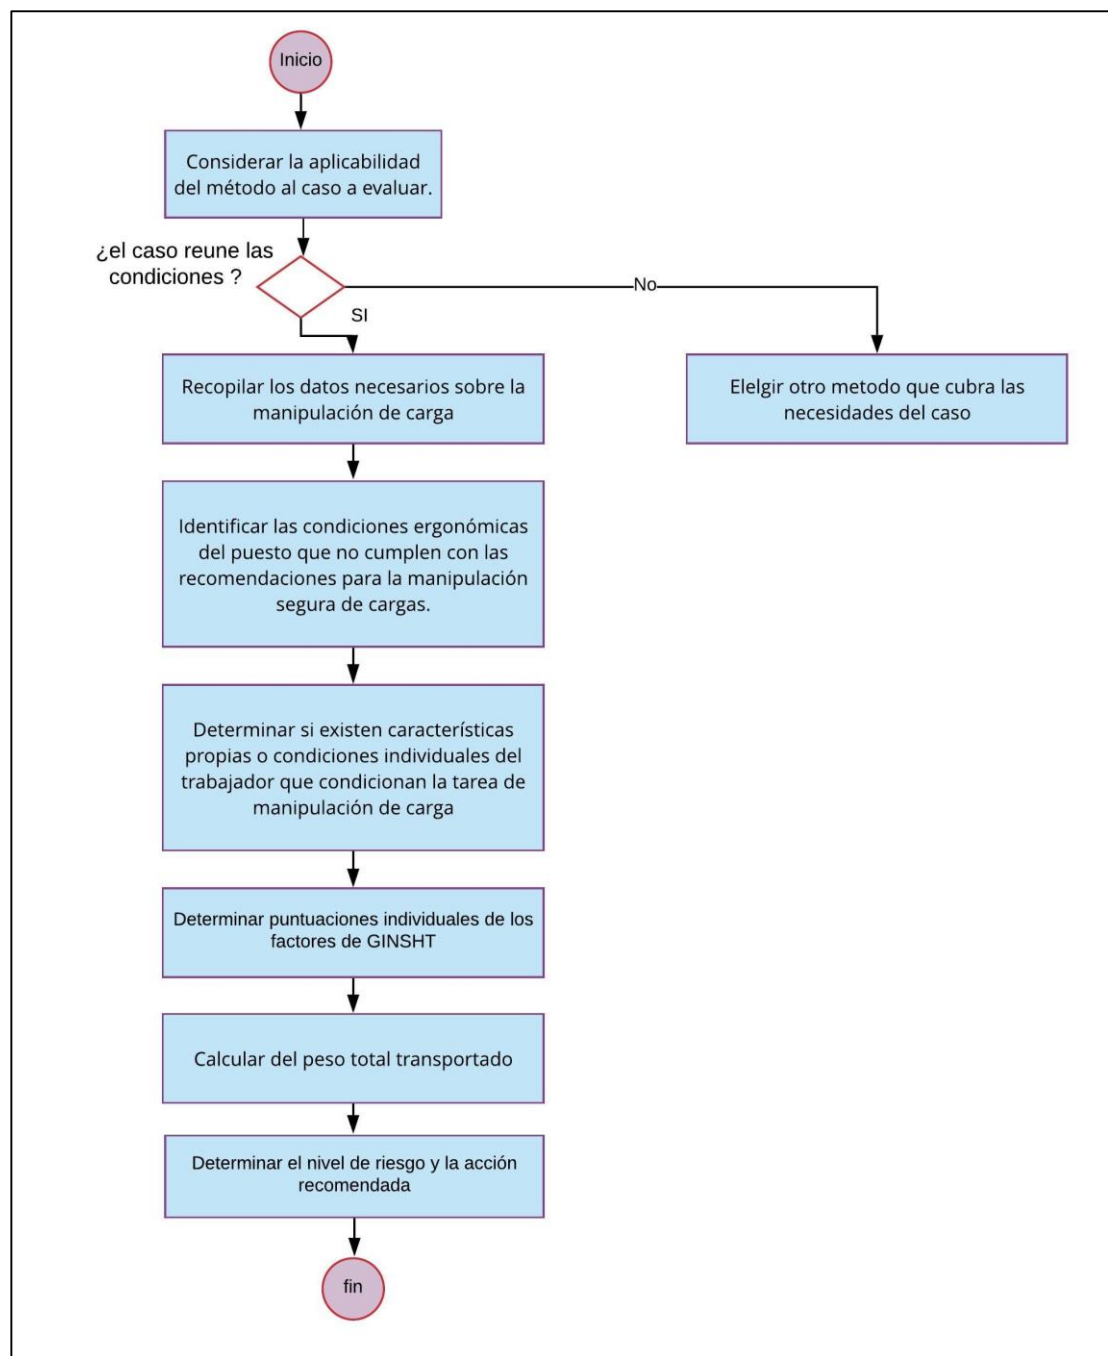 Inicio
Considerar la aplicabilidad
del método al caso a evaluar.
¿el caso reune las
condiciones ?
No
SI
Recopilar los datos necesarios sobre la
manipulación de carga
Elelgir otro metodo que cubra las
necesidades del caso
Identificar las condiciones ergonómicas
del puesto que no cumplen con las
recomendaciones para la manipulación
segura de cargas.
Determinar si existen características
propias o condiciones individuales del
trabajador que condicionan la tarea de
manipulación de carga
Determinar puntuaciones individuales de los
factores de GINSHT
Calcular del peso total transportado
Determinar el nivel de riesgo y la acción
recomendada
fin